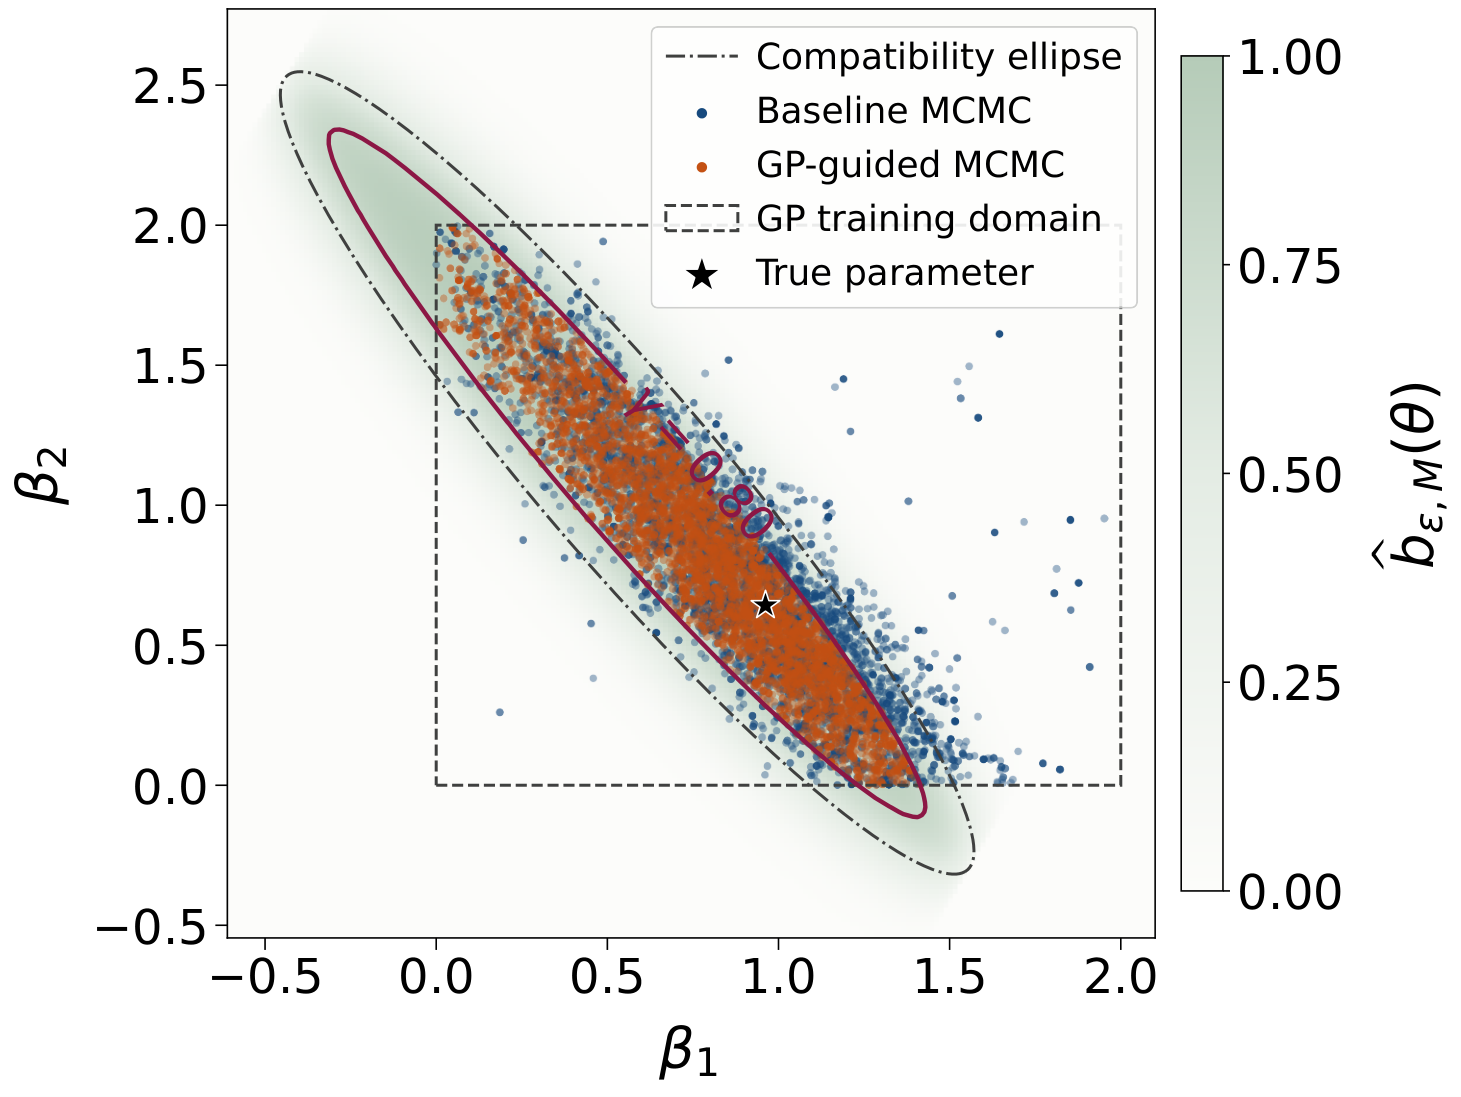 Compatibility ellipse
Baseline MCMC
GP-guided MCMC
GP training domain
True parameter
γ = 0.80
2.5
2.0
1.5
1.0
0.5
0.0
−0.5
β₂
−0.5
0.0
0.5
1.0
1.5
2.0
β₁
1.00
0.75
0.50
0.25
0.00
b̂_{ε, M}(θ)